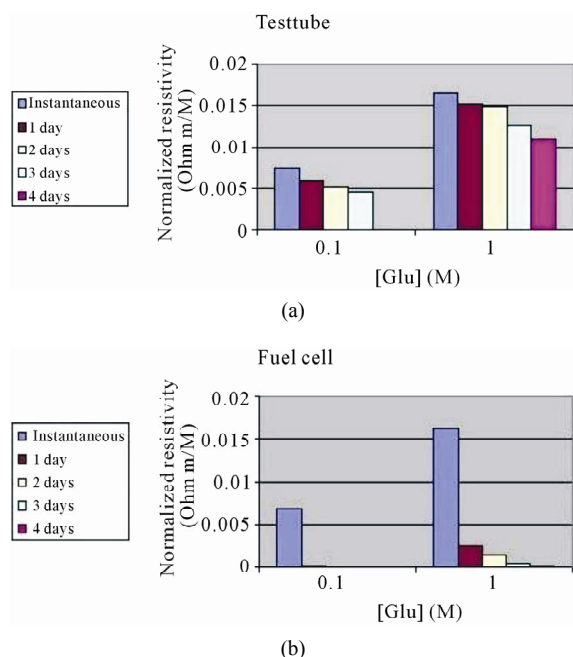 Testtube
Instantaneous
1 day
2 days
3 days
4 days
Normalized resistivity
(Ohm m/M)
0.02
0.015
0.01
0.005
0
0.1
1
[Glu] (M)
(a)
Fuel cell
Instantaneous
1 day
2 days
3 days
4 days
Normalized resistivity
(Ohm m/M)
0.02
0.015
0.01
0.005
0
0.1
1
[Glu] (M)
(b)